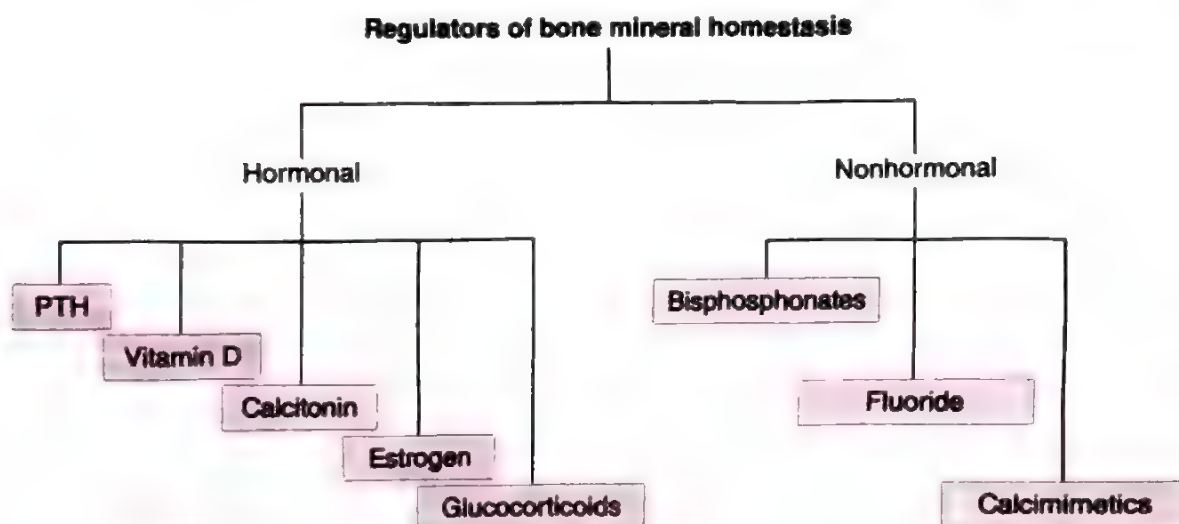 Regulators of bone mineral homestasis
Hormonal
Nonhormonal
PTH
Vitamin D
Calcitonin
Estrogen
Glucocorticoids
Bisphosphonates
Fluoride
Calcimimetics